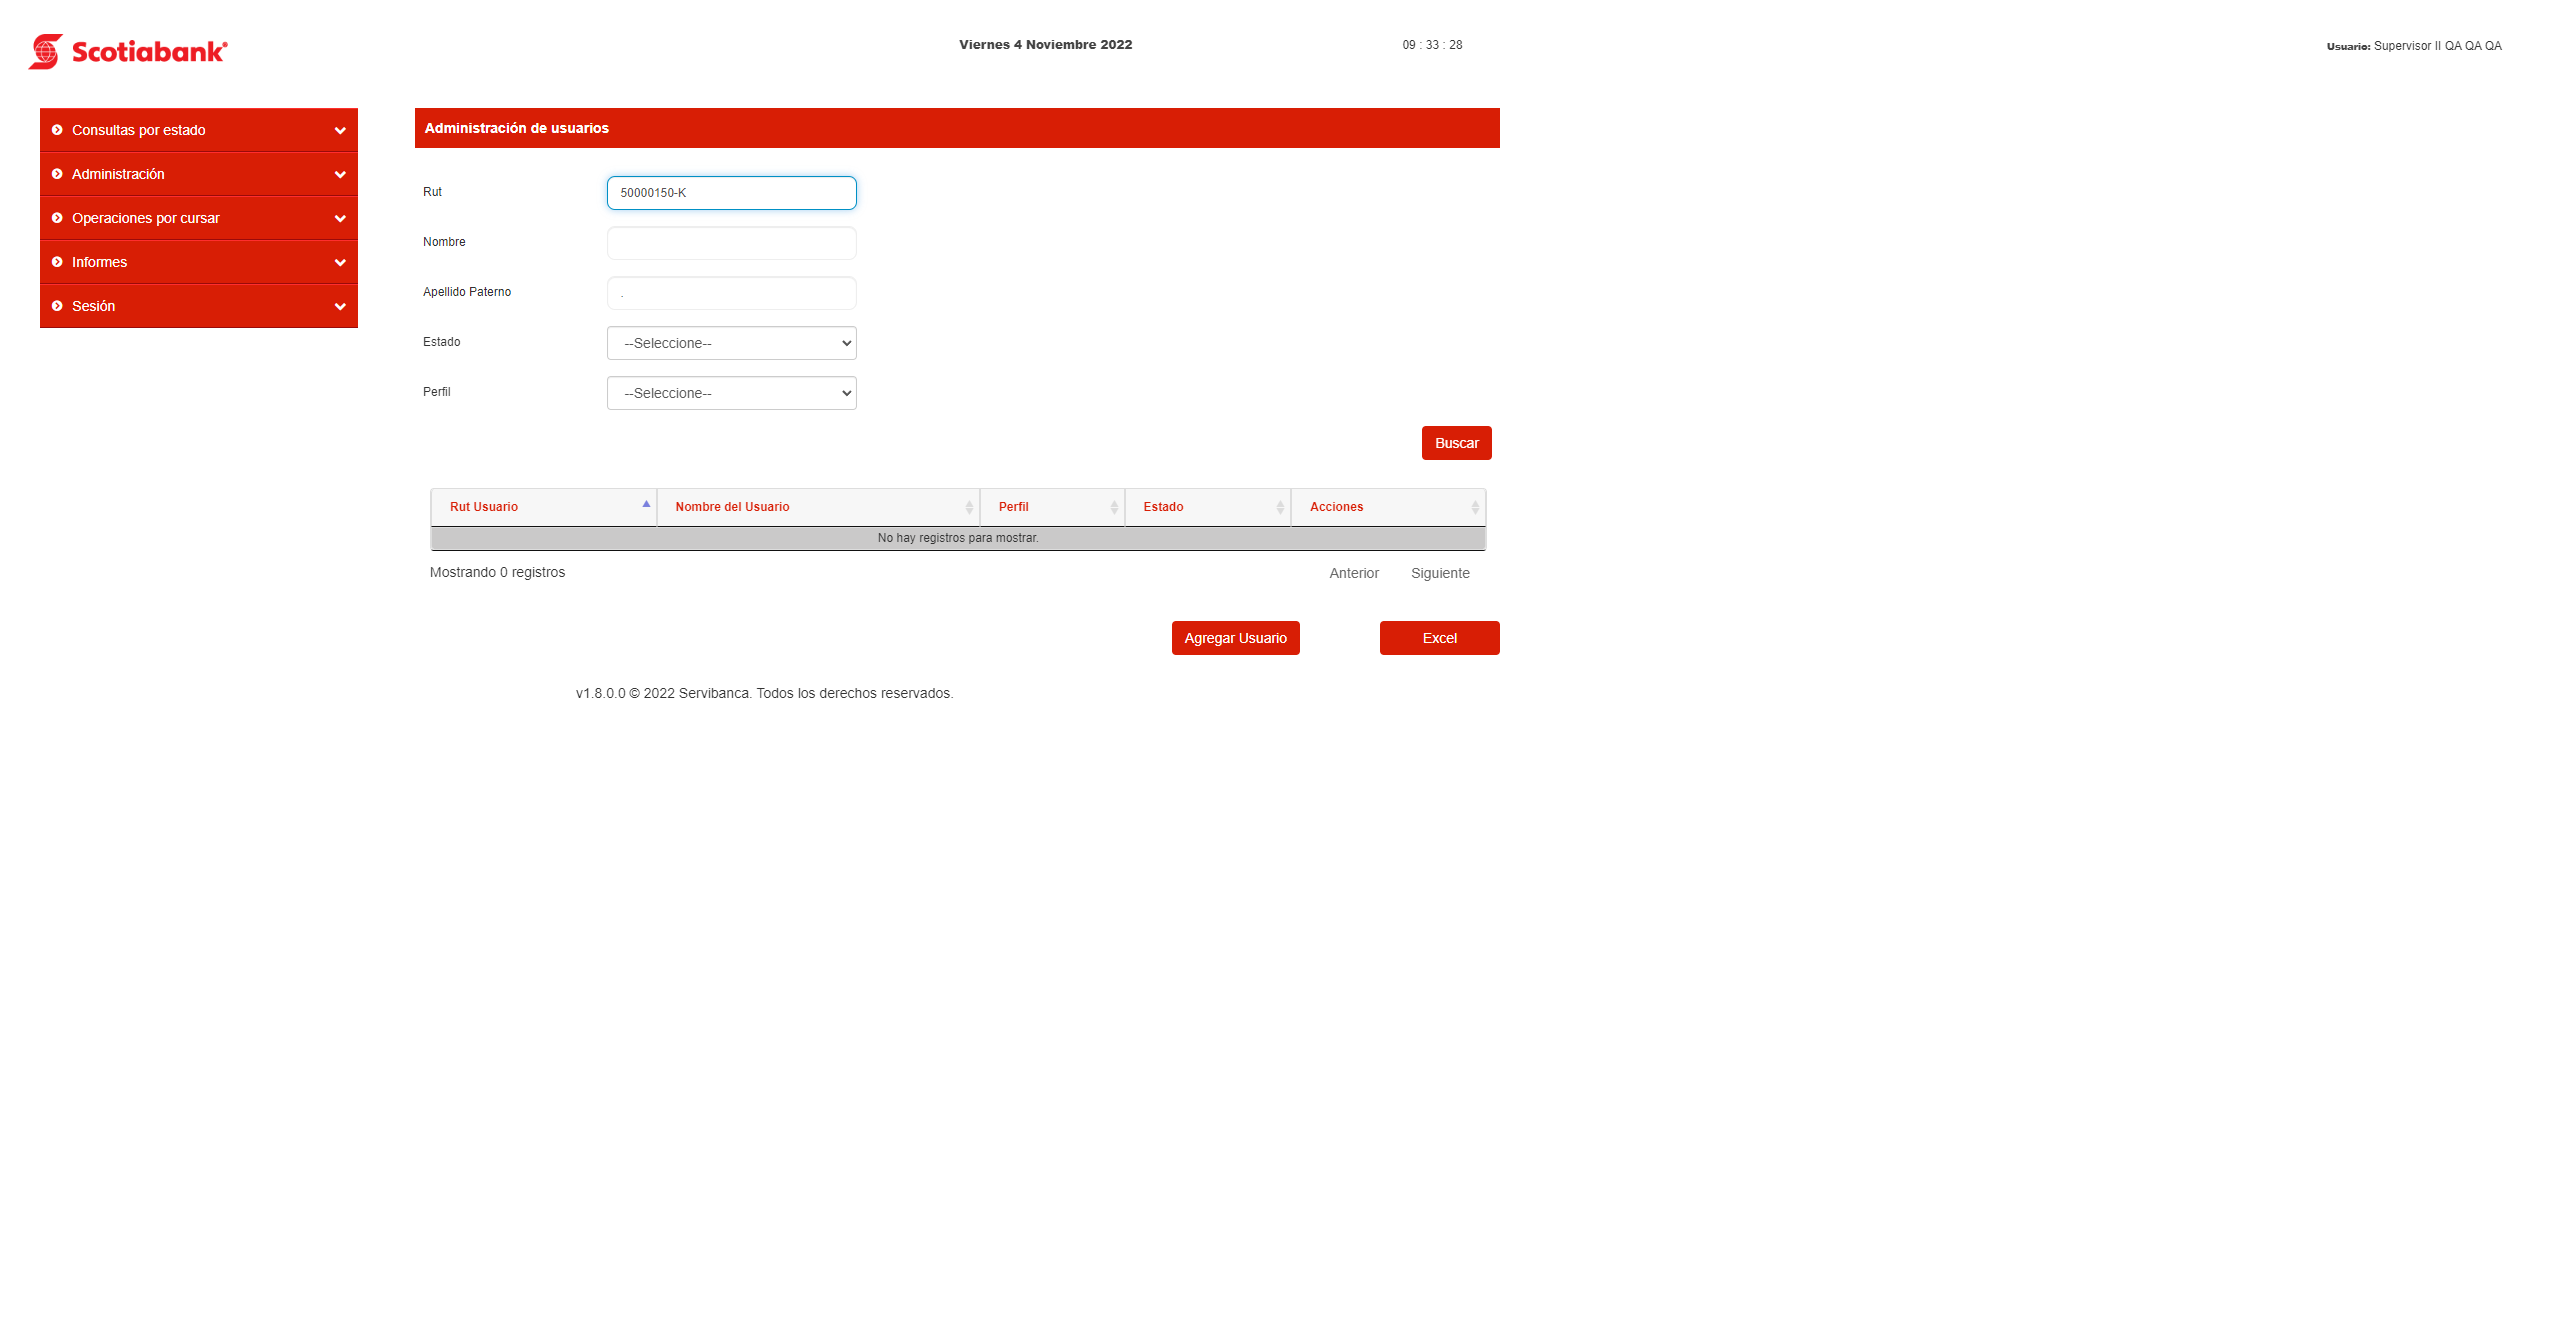 Scotiabank®
Viernes 4 Noviembre 2022
09 : 33 : 28
Usuario: Supervisor II QA QA QA
Consultas por estado
Administración
Operaciones por cursar
Informes
Sesión
Administración de usuarios
Rut
50000150-K
Nombre
Apellido Paterno
.
Estado
--Seleccione--
Perfil
--Seleccione--
Buscar
Rut Usuario
Nombre del Usuario
Perfil
Estado
Acciones
No hay registros para mostrar.
Mostrando 0 registros
Anterior
Siguiente
Agregar Usuario
Excel
v1.8.0.0 © 2022 Servibanca. Todos los derechos reservados.